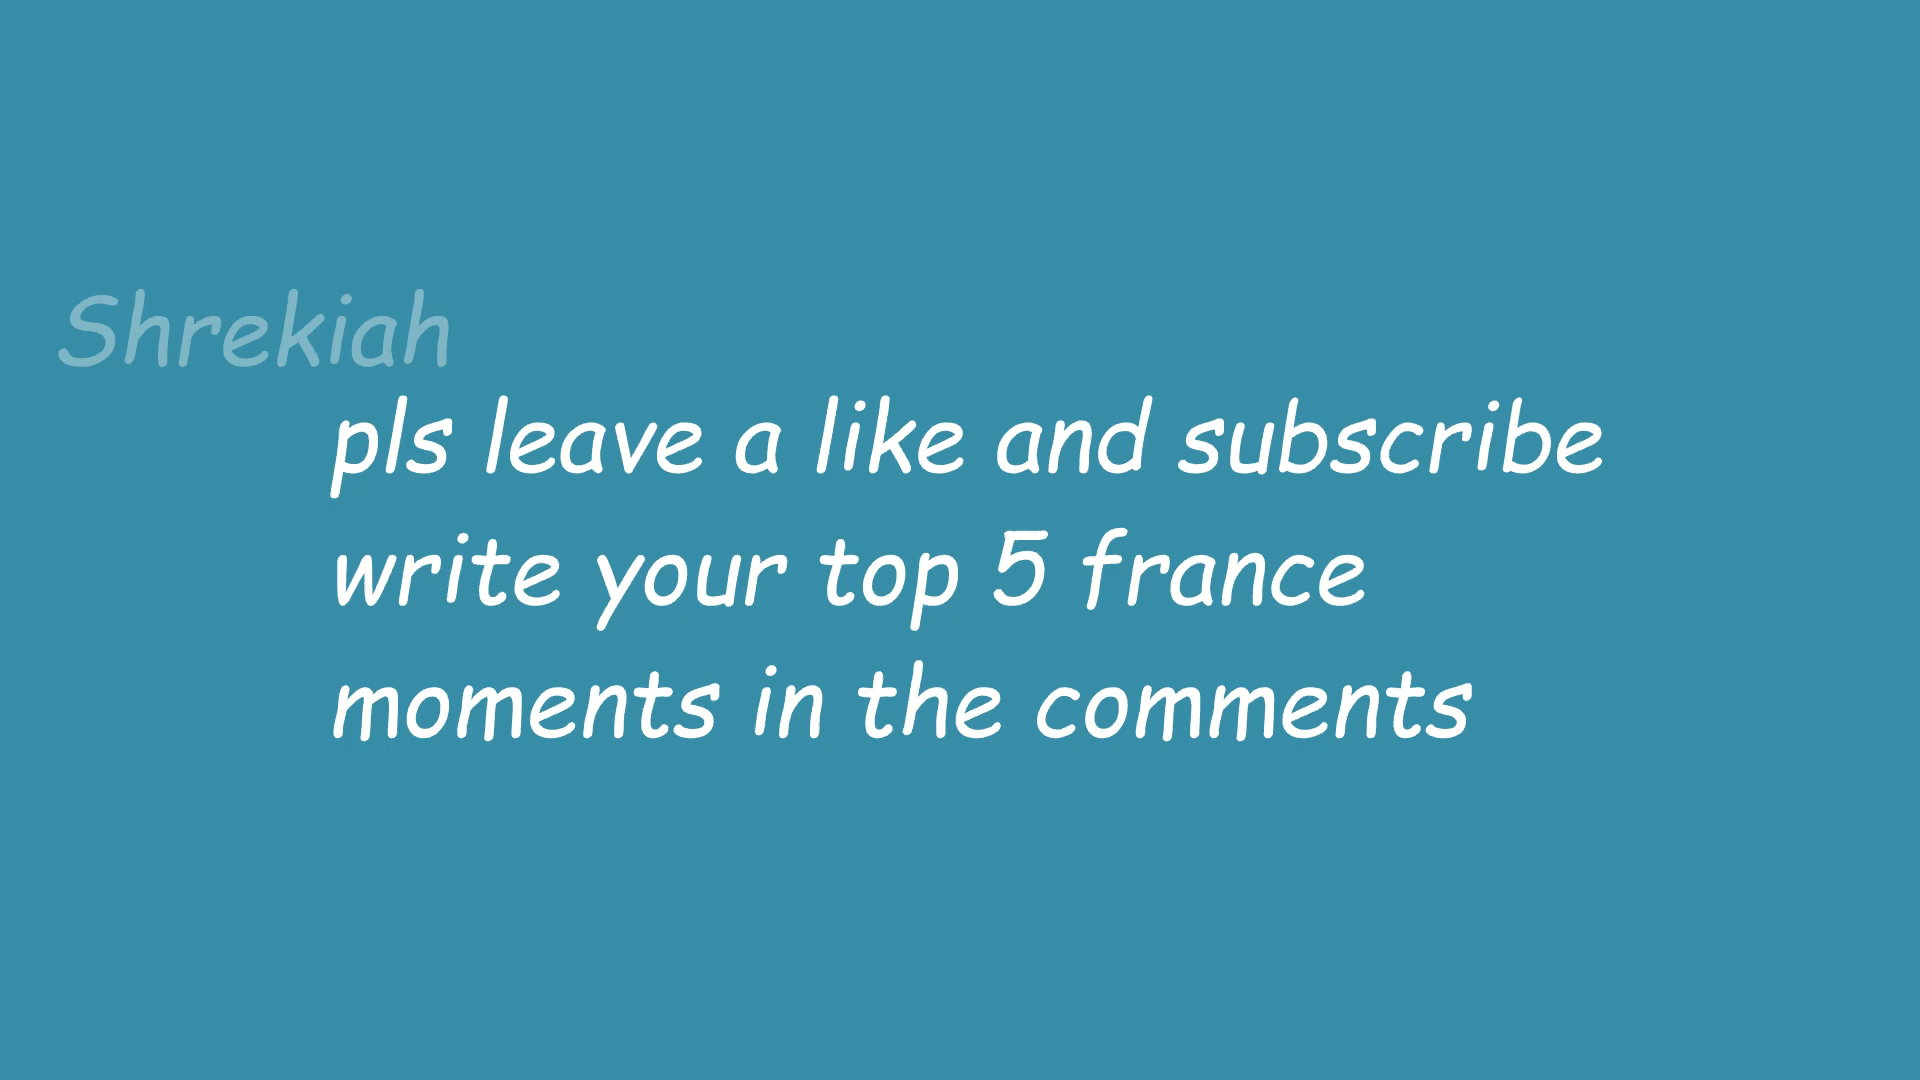 Shrekiah
pls leave a like and subscribe
write your top 5 france
moments in the comments